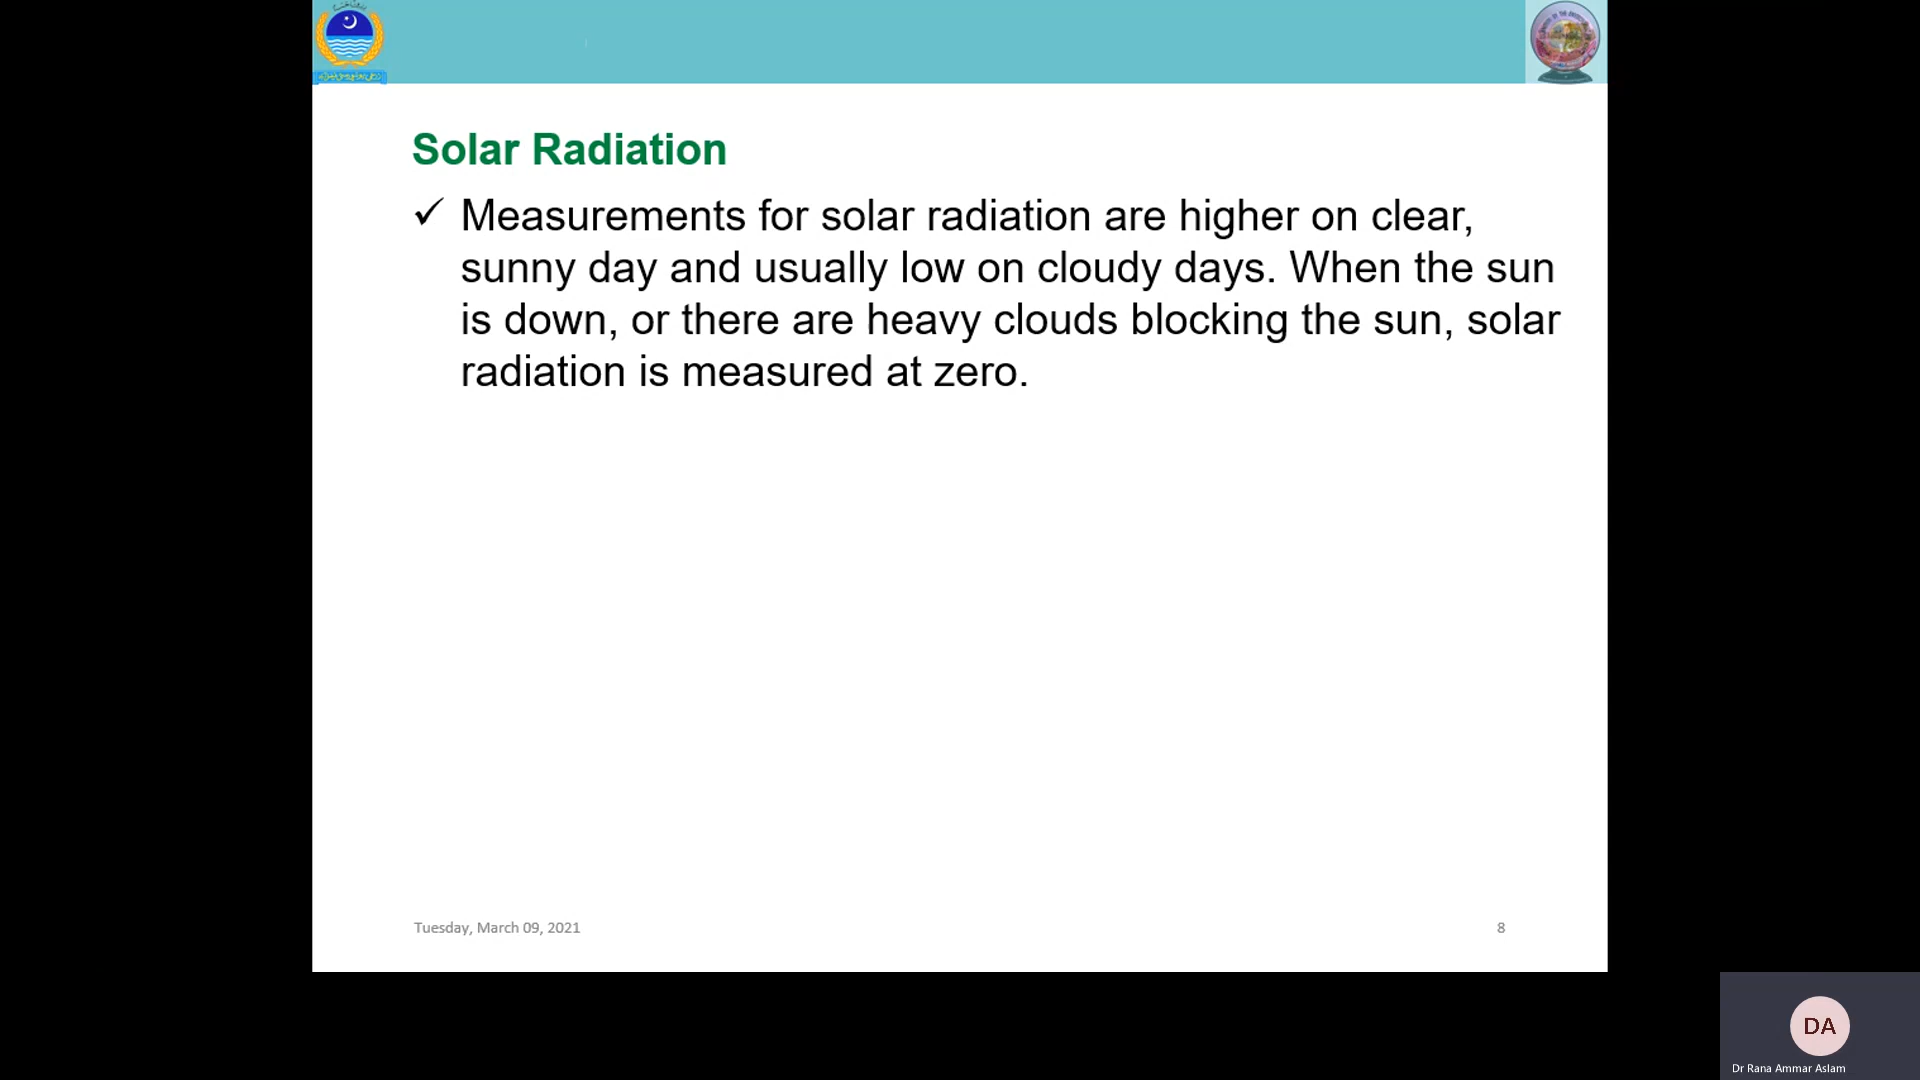 Solar Radiation
✓ Measurements for solar radiation are higher on clear,
sunny day and usually low on cloudy days. When the sun
is down, or there are heavy clouds blocking the sun, solar
radiation is measured at zero.
Tuesday, March 09, 2021
8
DA
Dr Rana Ammar Aslam